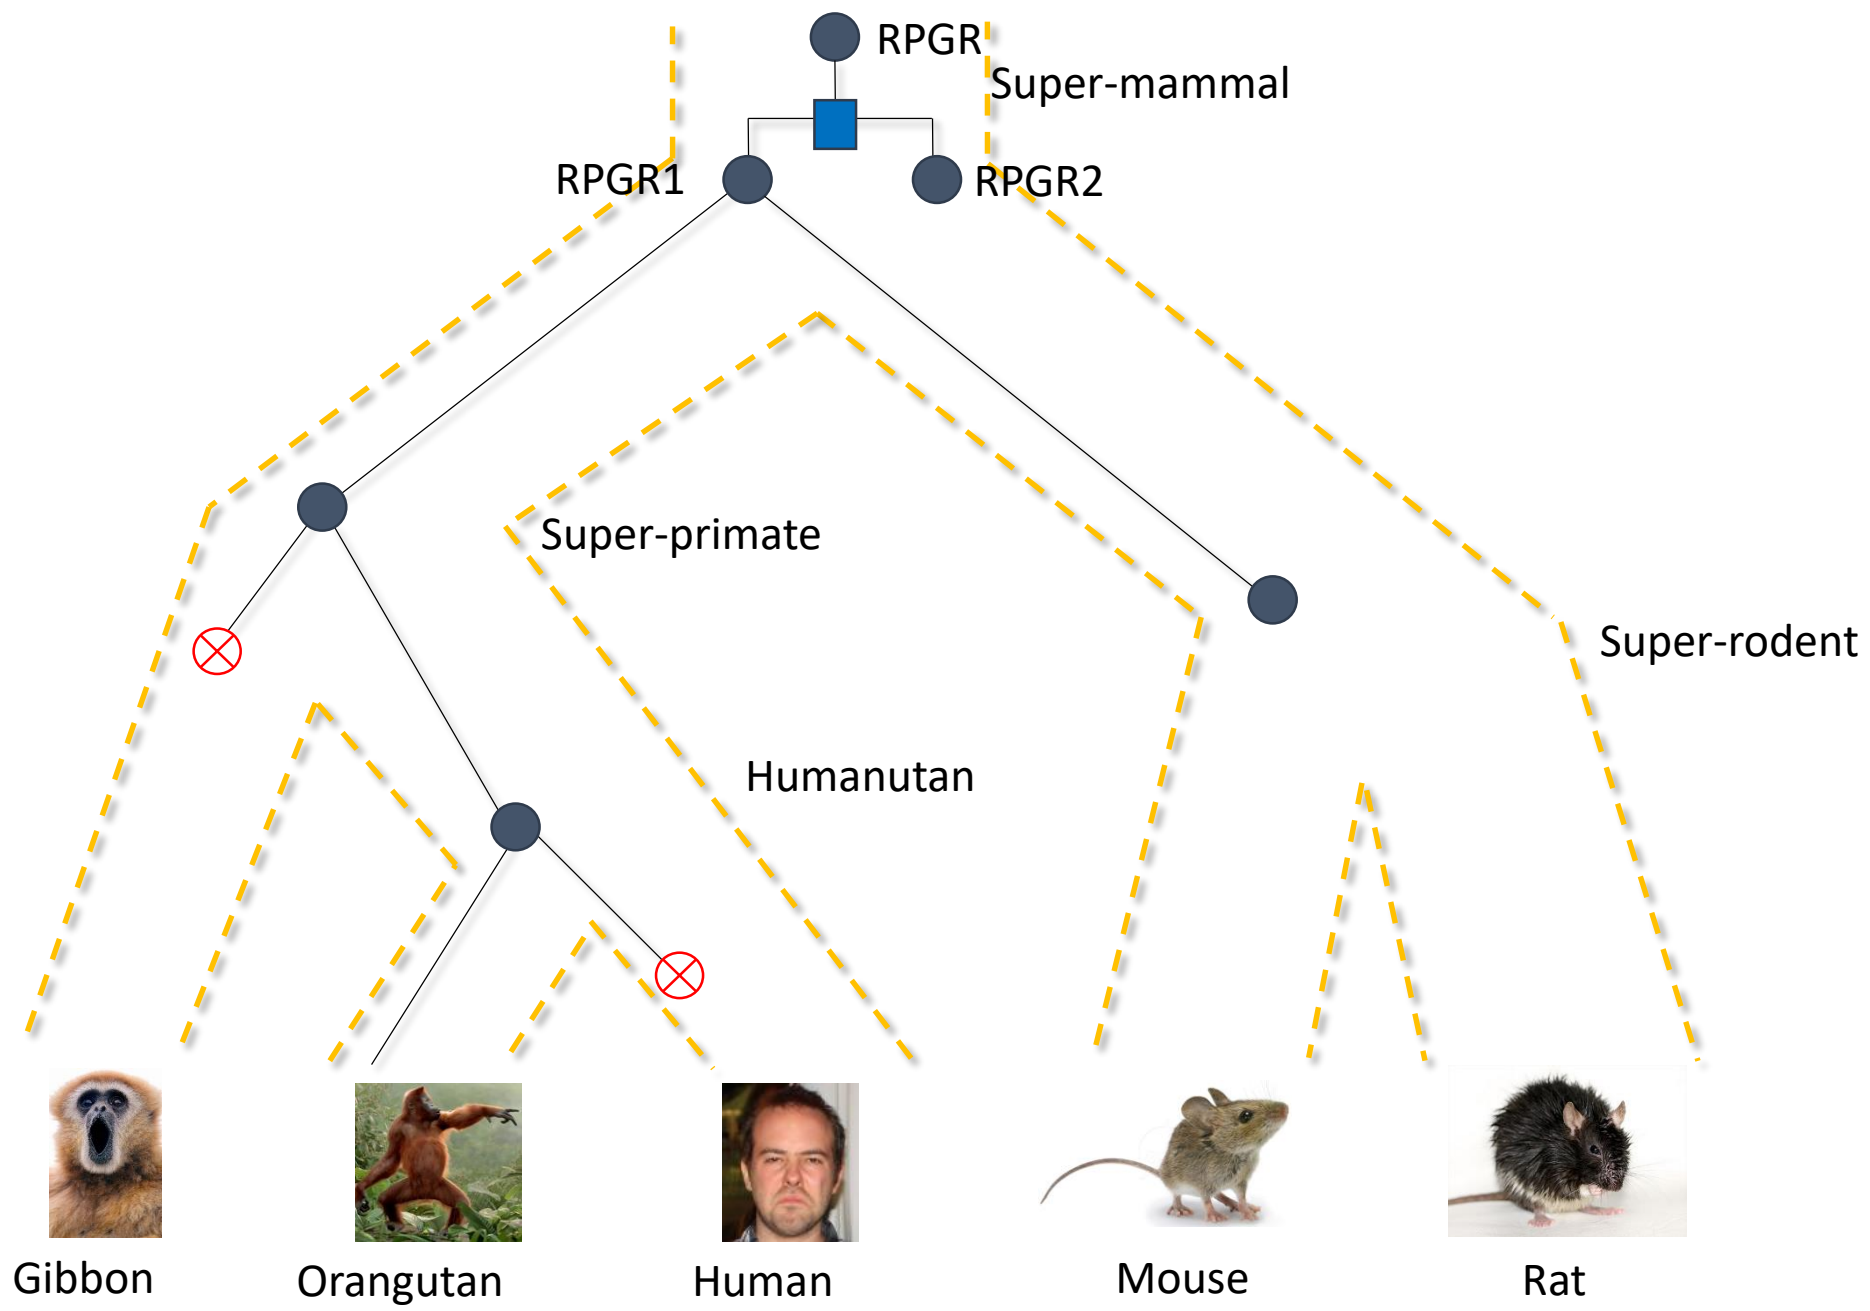 RPGR
Super-mammal
RPGR1
RPGR2
Super-primate
Super-rodent
Humanutan
Gibbon
Orangutan
Human
Mouse
Rat